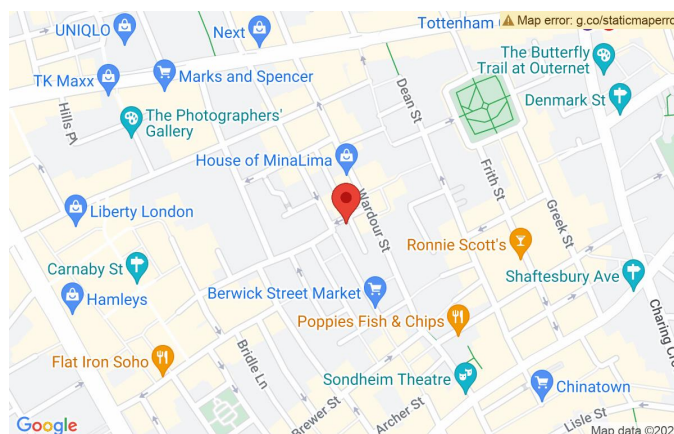 UNIQLO
Next
Tottenham
Map error: g.co/staticmaperro
TK Maxx
Marks and Spencer
The Butterfly
Trail at Outernet
Hills Pl
Dean St
Denmark St
The Photographers'
Gallery
House of MinaLima
Frith St
Wardour St
Greek St
Liberty London
Ronnie Scott's
Carnaby St
Shaftesbury Ave
Hamleys
Berwick Street Market
Poppies Fish & Chips
Charing Cr
Flat Iron Soho
Bridle Ln
Sondheim Theatre
Chinatown
Brewer St
Archer St
Lisle St
Google
Map data ©202